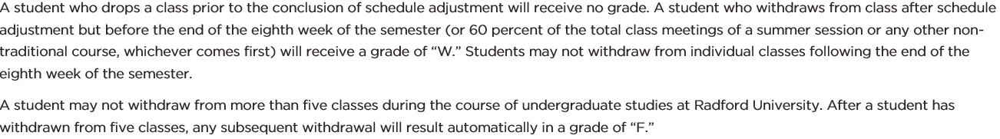 A student who drops a class prior to the conclusion of schedule adjustment will receive no grade. A student who withdraws from class after schedule
adjustment but before the end of the eighth week of the semester (or 60 percent of the total class meetings of a summer session or any other non-
traditional course, whichever comes first) will receive a grade of “W.” Students may not withdraw from individual classes following the end of the
eighth week of the semester.
A student may not withdraw from more than five classes during the course of undergraduate studies at Radford University. After a student has
withdrawn from five classes, any subsequent withdrawal will result automatically in a grade of “F.”